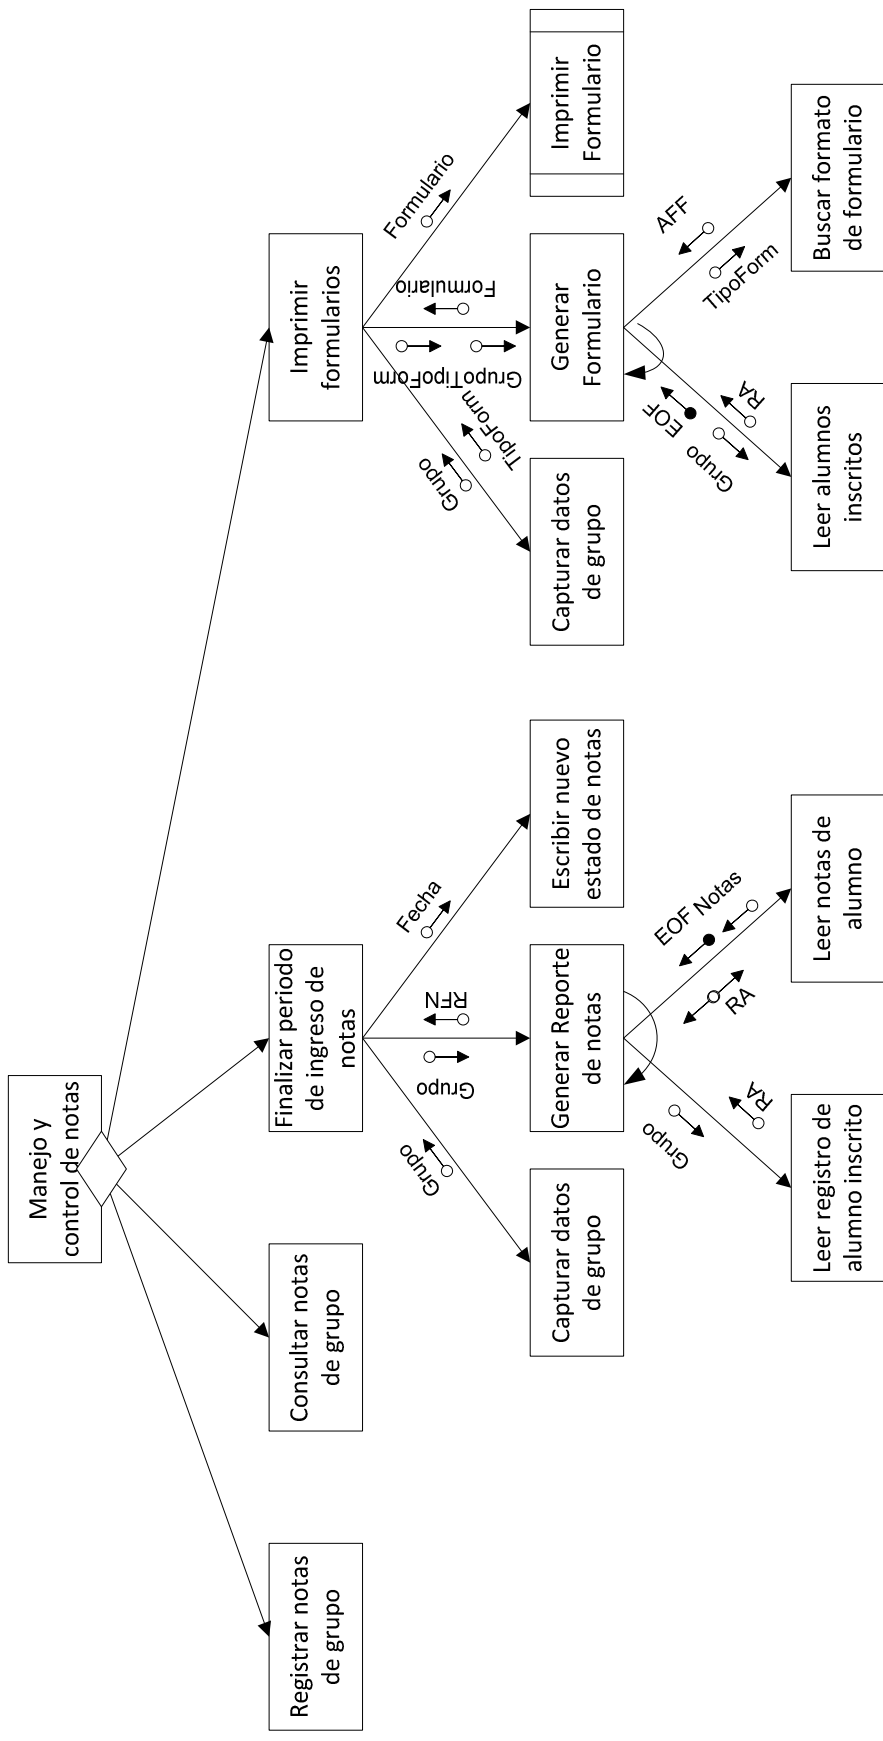 Manejo y
control de notas
Registrar notas
de grupo
Consultar notas
de grupo
Finalizar periodo
de ingreso de
notas
Imprimir
formularios
Grupo
Grupo
RFN
Fecha
Grupo
TipoForm
GrupoTipoForm
Formulario
Formulario
Capturar datos
de grupo
Generar Reporte
de notas
Escribir nuevo
estado de notas
Capturar datos
de grupo
Generar
Formulario
Imprimir
Formulario
Grupo
RA
RA
EOF Notas
Grupo
EOF
RA
TipoForm
AFF
Leer registro de
alumno inscrito
Leer notas de
alumno
Leer alumnos
inscritos
Buscar formato
de formulario